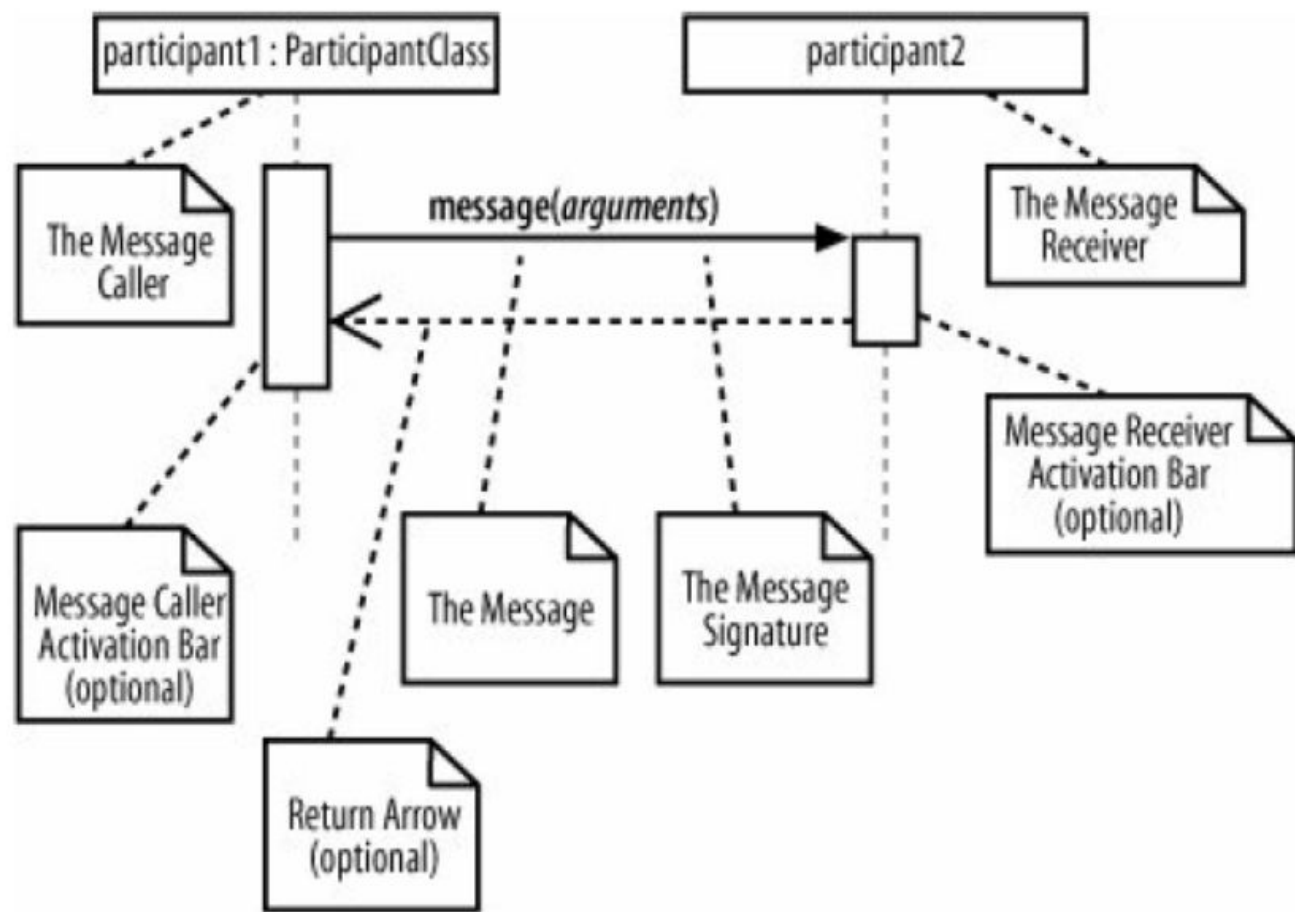 participant1 : ParticipantClass
participant2
The Message
Caller
message(arguments)
The Message
Receiver
Message Receiver
Activation Bar
(optional)
Message Caller
Activation Bar
(optional)
The Message
The Message
Signature
Return Arrow
(optional)